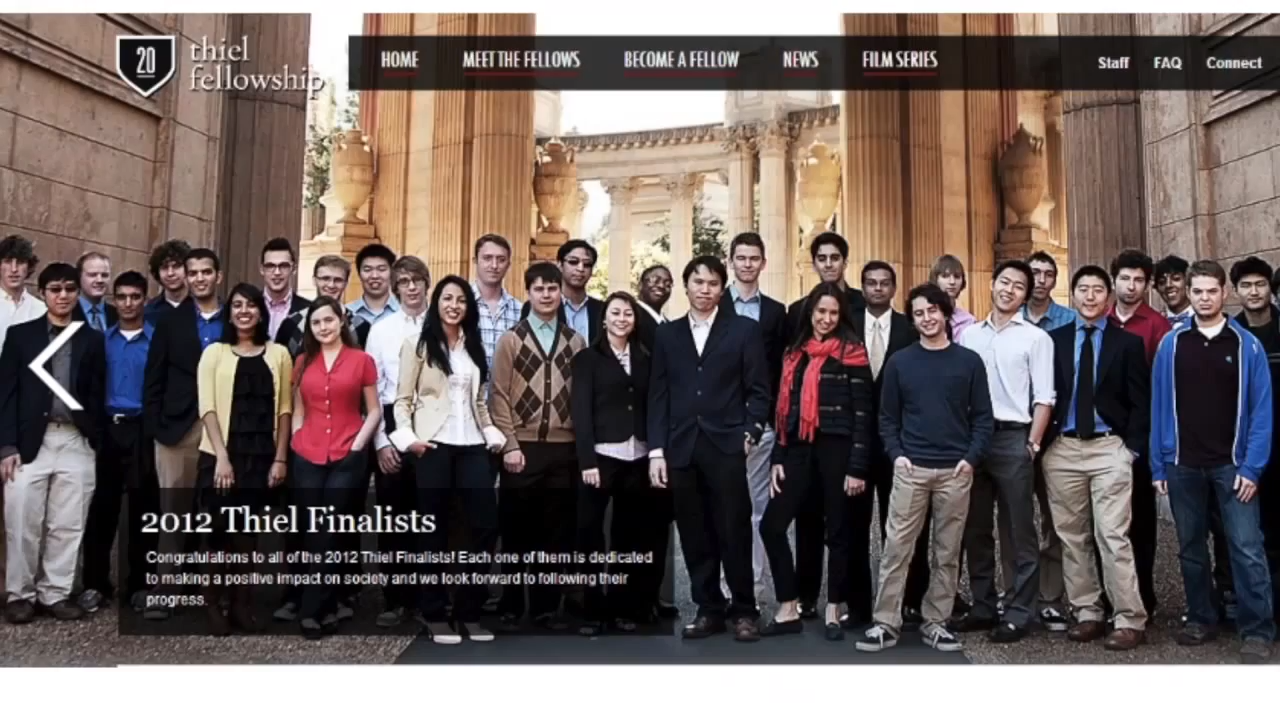 20
thiel
fellowship
HOME MEET THE FELLOWS BECOME A FELLOW NEWS FILM SERIES
Staff FAQ Connect
2012 Thiel Finalists
Congratulations to all of the 2012 Thiel Finalists! Each one of them is dedicated
to making a positive impact on society and we look forward to following their
progress.